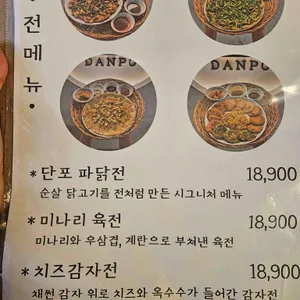 전메뉴
DANPO
DANPO
* 단포 파닭전 18,900
순살 닭고기를 전처럼 만든 시그니처 메뉴
* 미나리 육전 18,900
미나리와 우삼겹, 계란으로 부쳐낸 육전
* 치즈감자전 18,900
채썬 감자 위로 치즈와 옥수수가 들어간 감자전